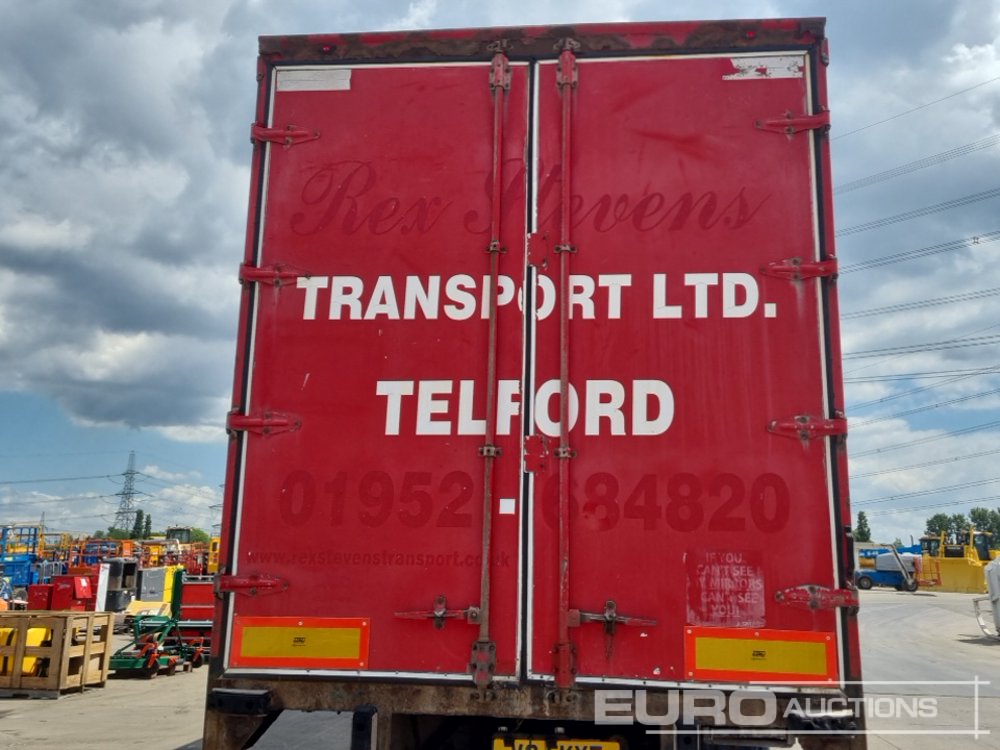 Rex Stevens
TRANSPORT LTD.
TELFORD
01952 684820
www.rexstevenstransport.co.uk
IF YOU
CAN'T SEE
MY MIRRORS
I CAN'T SEE
YOU!
EURO AUCTIONS